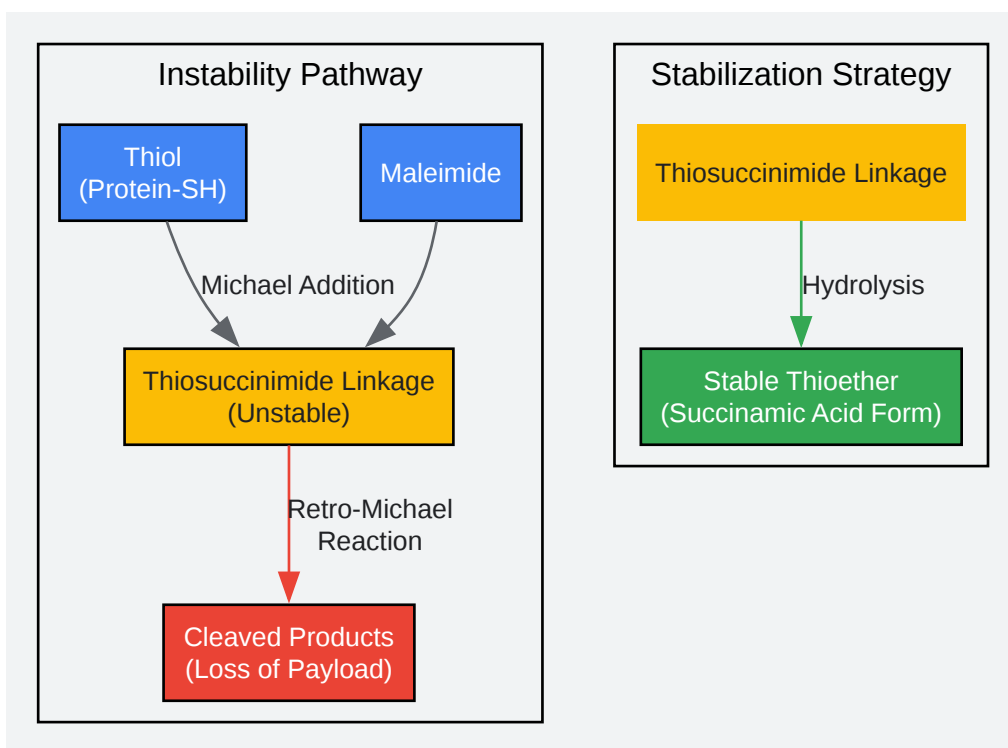 Instability Pathway
Thiol
(Protein-SH)
Maleimide
Michael Addition
Thiosuccinimide Linkage
(Unstable)
Retro-Michael
Reaction
Cleaved Products
(Loss of Payload)
Stabilization Strategy
Thiosuccinimide Linkage
Hydrolysis
Stable Thioether
(Succinamic Acid Form)